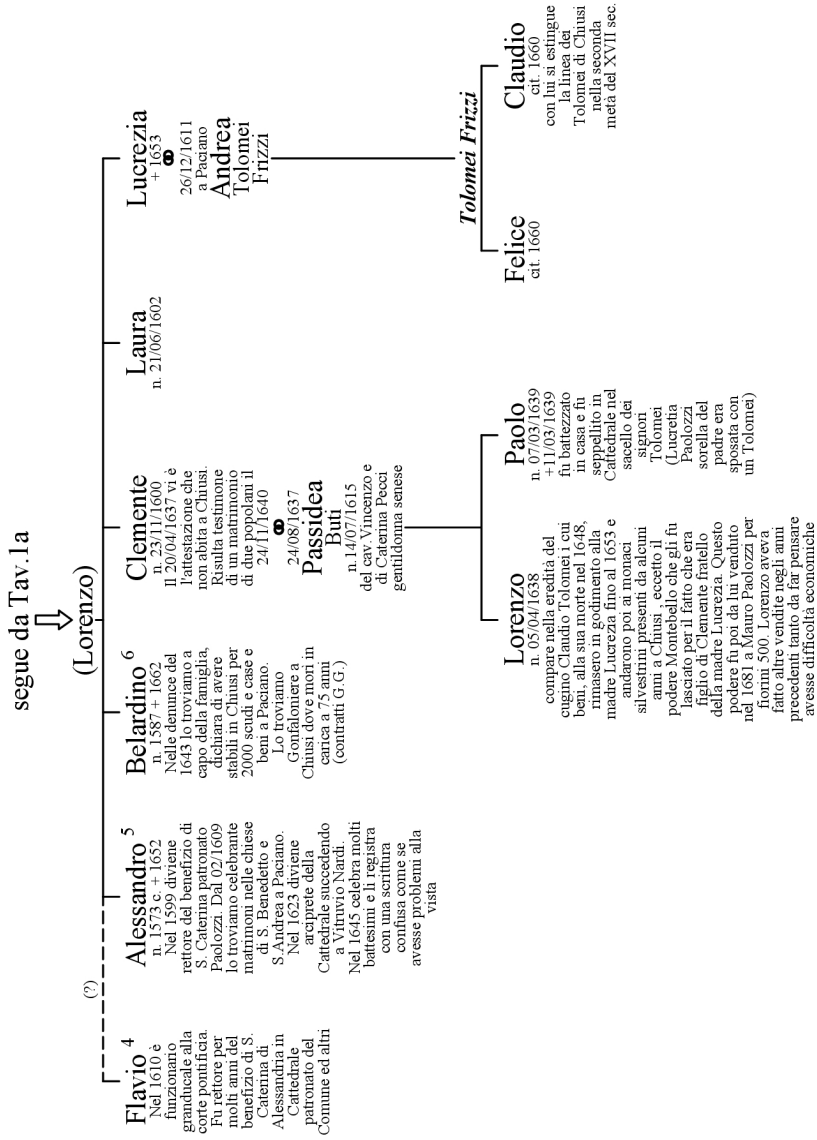 segue da Tav.1a
(Lorenzo)
(?)
Flavio 4
Nel 1610 è
funzionario
granducale alla
corte pontificia.
Fu rettore per
molti anni del
benefizio di S.
Caterina di
Alessandria in
Cattedrale
patronato del
Comune ed altri
Alessandro 5
n. 1573 c. + 1652
Nel 1599 diviene
rettore del benefizio di
S. Caterina patronato
Paolozzi. Dal 02/1609
lo troviamo celebrante
matrimoni nelle chiese
di S. Benedetto e
S.Andrea a Paciano.
Nel 1623 diviene
arciprete della
Cattedrale succedendo
a Vitruvio Nardi.
Nel 1645 celebra molti
battesimi e li registra
con una scrittura
confusa come se
avesse problemi alla
vista
Belardino 6
n. 1587 + 1662
Nelle denunce del
1643 lo troviamo a
capo della famiglia,
dichiara di avere
stabili in Chiusi per
2000 scudi e case e
beni a Paciano.
Lo troviamo
Gonfaloniere a
Chiusi dove morì in
carica a 75 anni
(contratti G.G.)
Clemente
n. 23/11/1600
Il 20/04/1637 vi è
l'attestazione che
non abita a Chiusi.
Risulta testimone
di un matrimonio
di due popolani il
24/11/1640
24/08/1637
Passidea
Buti
n.14/07/1615
del cav. Vincenzo e
di Caterina Pecci
gentildonna senese
Laura
n. 21/06/1602
Lucrezia
+ 1653
26/12/1611
a Paciano
Andrea
Tolomei
Frizzi
Lorenzo
n. 05/04/1638
compare nella eredità del
cugino Claudio Tolomei i cui
beni, alla sua morte nel 1648,
rimasero in godimento alla
madre Lucrezia fino al 1653 e
andarono poi ai monaci
silvestrini presenti da alcuni
anni a Chiusi , eccetto il
podere Montebello che gli fu
lasciato per il fatto che era
figlio di Clemente fratello
della madre Lucrezia. Questo
podere fu poi da lui venduto
nel 1681 a Mauro Paolozzi per
fiorini 500. Lorenzo aveva
fatto altre vendite negli anni
precedenti tanto da far pensare
avesse difficoltà economiche
Paolo
n. 07/03/1639
+11/03/1639
fu battezzato
in casa e fu
seppellito in
Cattedrale nel
sacello dei
signori
Tolomei
(Lucretia
Paolozzi
sorella del
padre era
sposata con
un Tolomei)
Tolomei Frizzi
Felice
cit. 1660
Claudio
cit. 1660
con lui si estingue
la linea dei
Tolomei di Chiusi
nella seconda
metà del XVII sec.